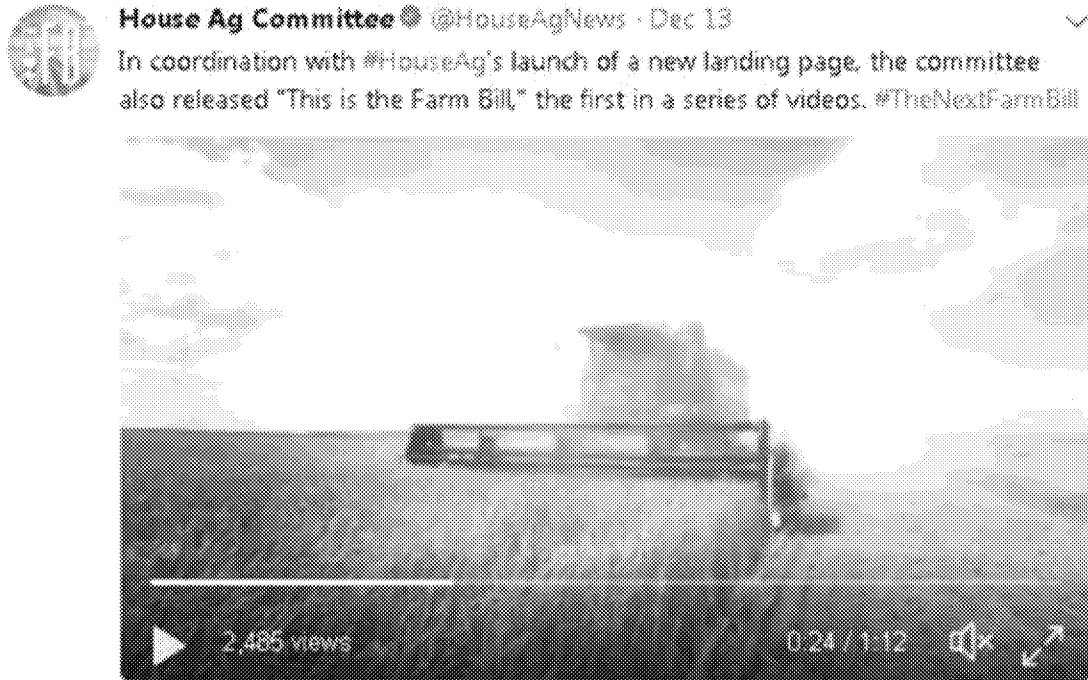 House Ag Committee @HouseAgNews · Dec 13
In coordination with #HouseAg's launch of a new landing page, the committee
also released "This is the Farm Bill," the first in a series of videos. #TheNextFarmBill
2,485 views 0:24 / 1:12